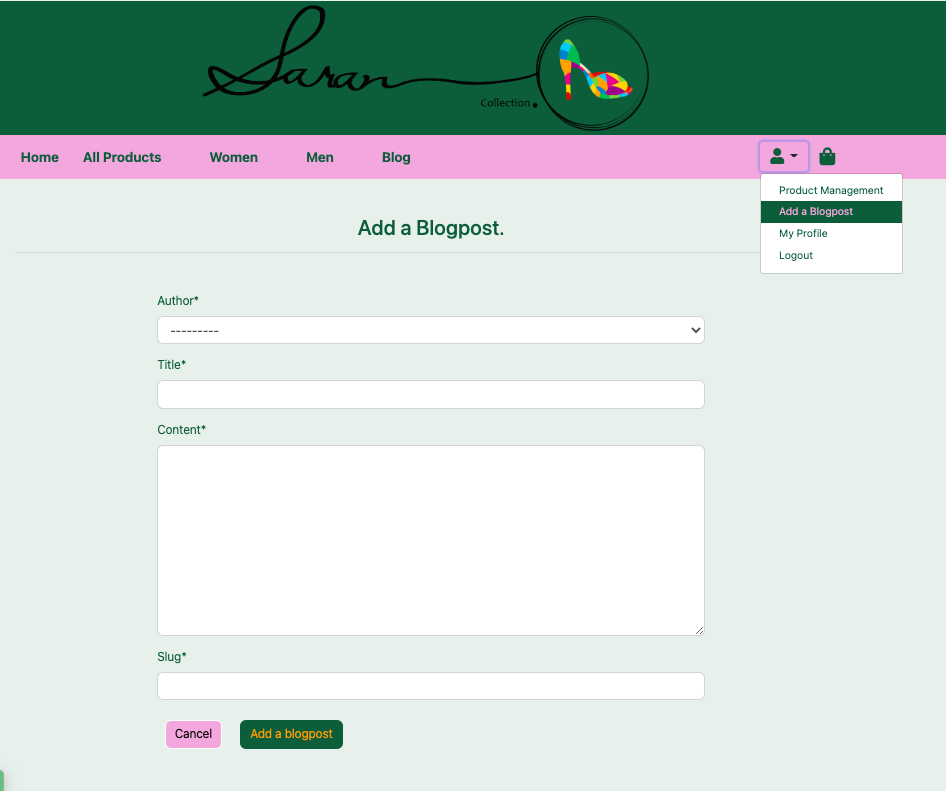 Saran
Collection.
Home All Products Women Men Blog
Product Management
Add a Blogpost
My Profile
Logout
Add a Blogpost.
Author*
---------
Title*
Content*
Slug*
Cancel Add a blogpost